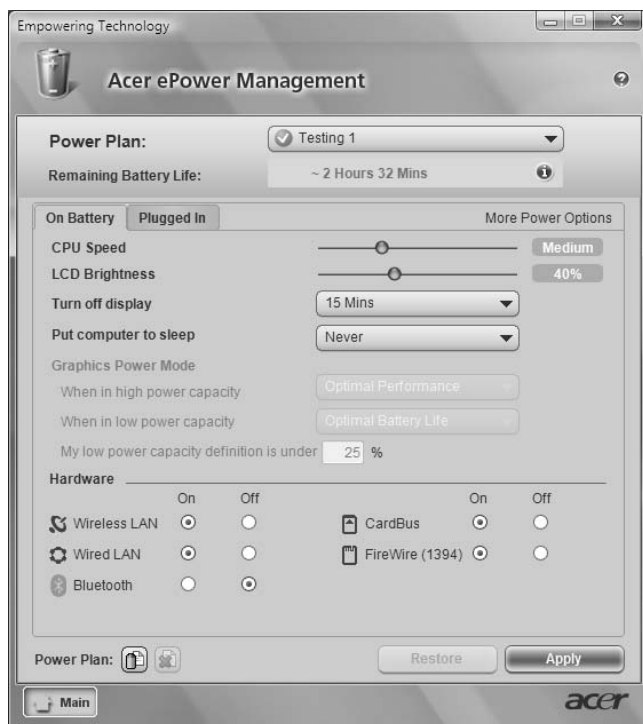 Empowering Technology
Acer ePower Management
Power Plan: Testing 1
Remaining Battery Life: ~ 2 Hours 32 Mins
On Battery Plugged In More Power Options
CPU Speed Medium
LCD Brightness 40%
Turn off display 15 Mins
Put computer to sleep Never
Graphics Power Mode
When in high power capacity Optimal Performance
When in low power capacity Optimal Battery Life
My low power capacity definition is under 25 %
Hardware
On Off On Off
Wireless LAN CardBus
Wired LAN FireWire (1394)
Bluetooth
Power Plan: Restore Apply
Main acer